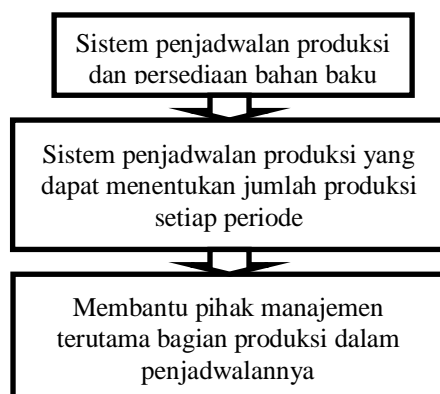 Sistem penjadwalan produksi
dan persediaan bahan baku
Sistem penjadwalan produksi yang
dapat menentukan jumlah produksi
setiap periode
Membantu pihak manajemen
terutama bagian produksi dalam
penjadwalannya